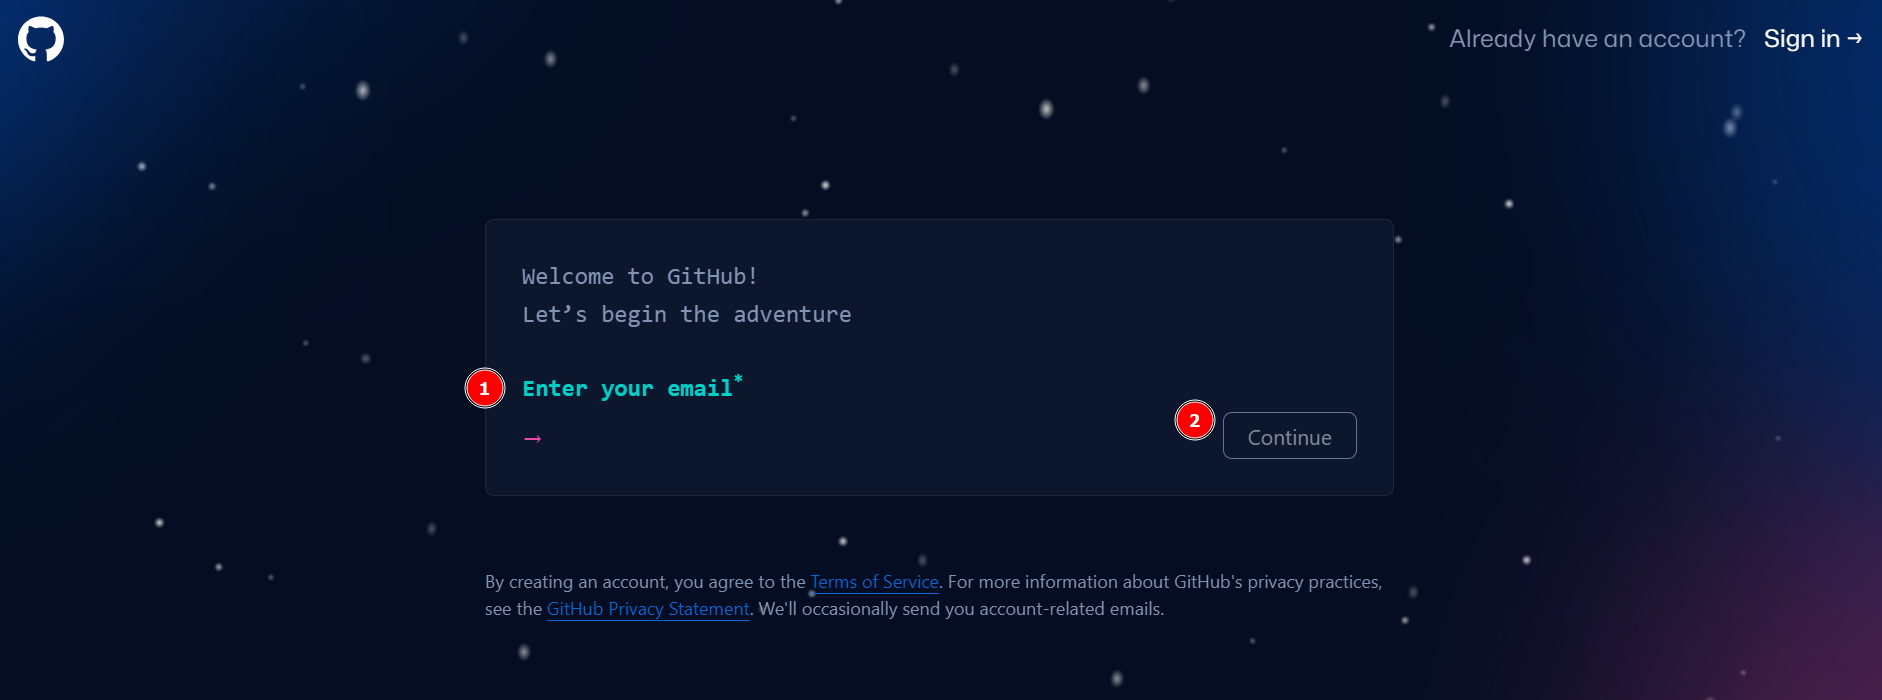 Already have an account? Sign in →
Welcome to GitHub!
Let’s begin the adventure
1 Enter your email*
→
2 Continue
By creating an account, you agree to the Terms of Service. For more information about GitHub's privacy practices,
see the GitHub Privacy Statement. We'll occasionally send you account-related emails.